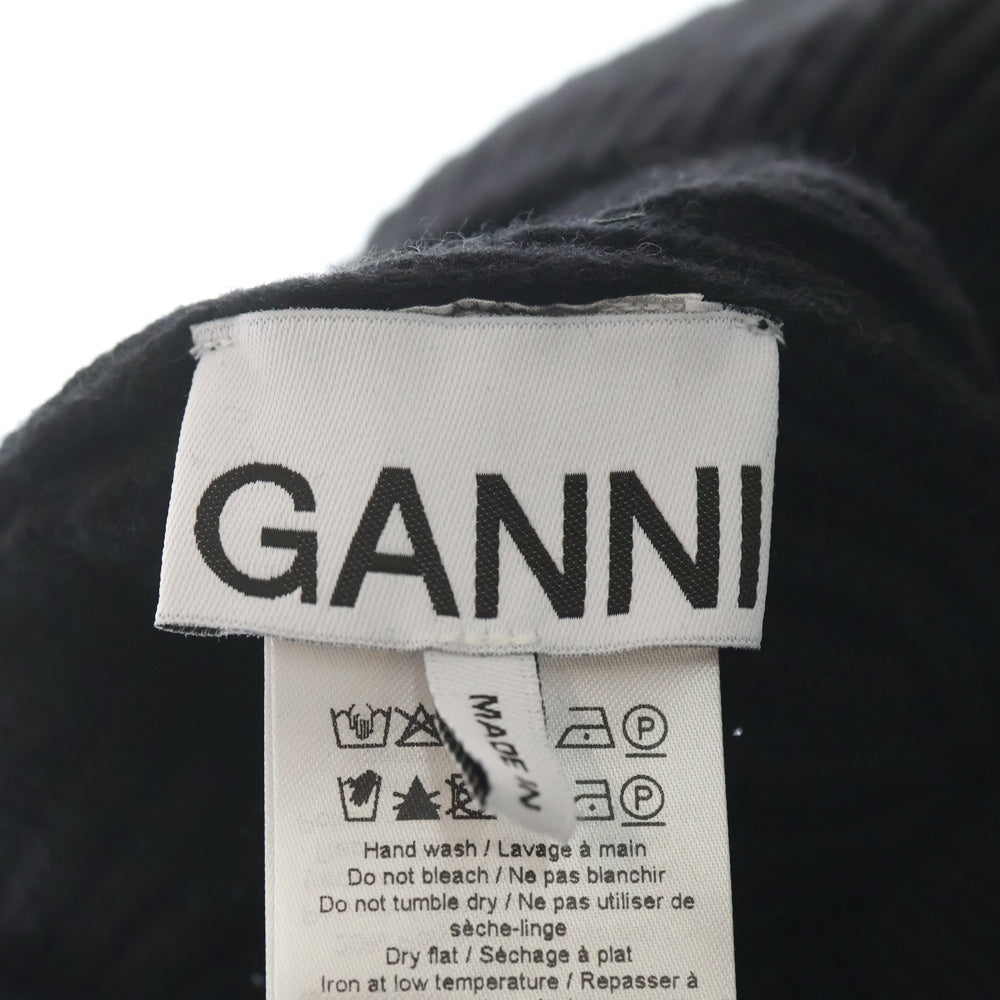 GANNI
MADE IN
P
P
Hand wash / Lavage à main
Do not bleach / Ne pas blanchir
Do not tumble dry / Ne pas utiliser de
sèche-linge
Dry flat / Séchage à plat
Iron at low temperature / Repasser à